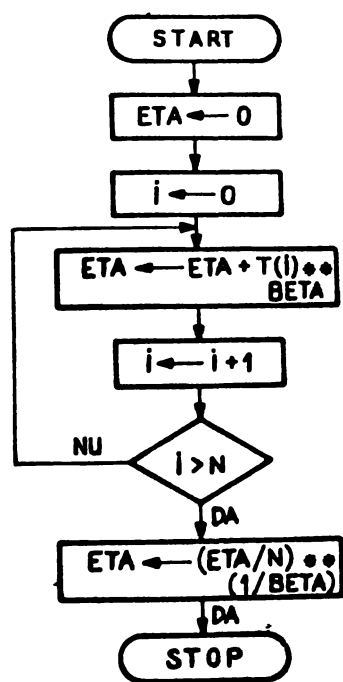 START
ETA ← 0
i ← 0
ETA ← ETA + T(i) **
BETA
i ← i+1
i > N
NU
DA
ETA ← (ETA/N) **
(1/BETA)
DA
STOP